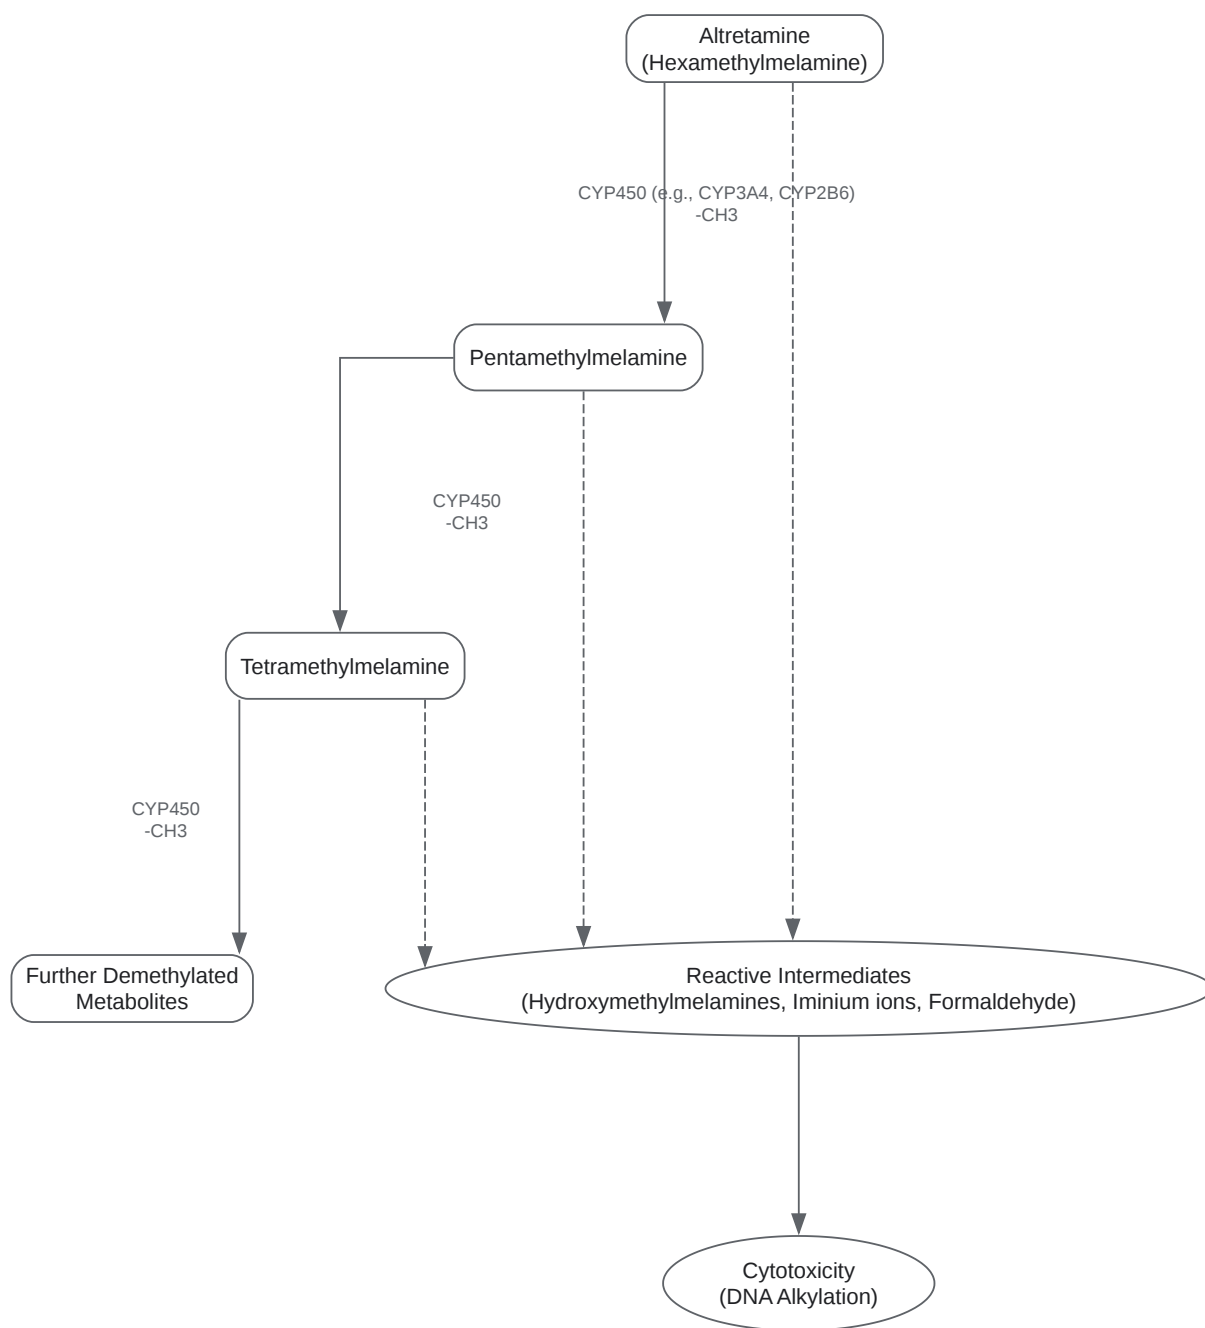 Altretamine
(Hexamethylmelamine)
CYP450 (e.g., CYP3A4, CYP2B6)
-CH3
Pentamethylmelamine
CYP450
-CH3
Tetramethylmelamine
CYP450
-CH3
Further Demethylated
Metabolites
Reactive Intermediates
(Hydroxymethylmelamines, Iminium ions, Formaldehyde)
Cytotoxicity
(DNA Alkylation)